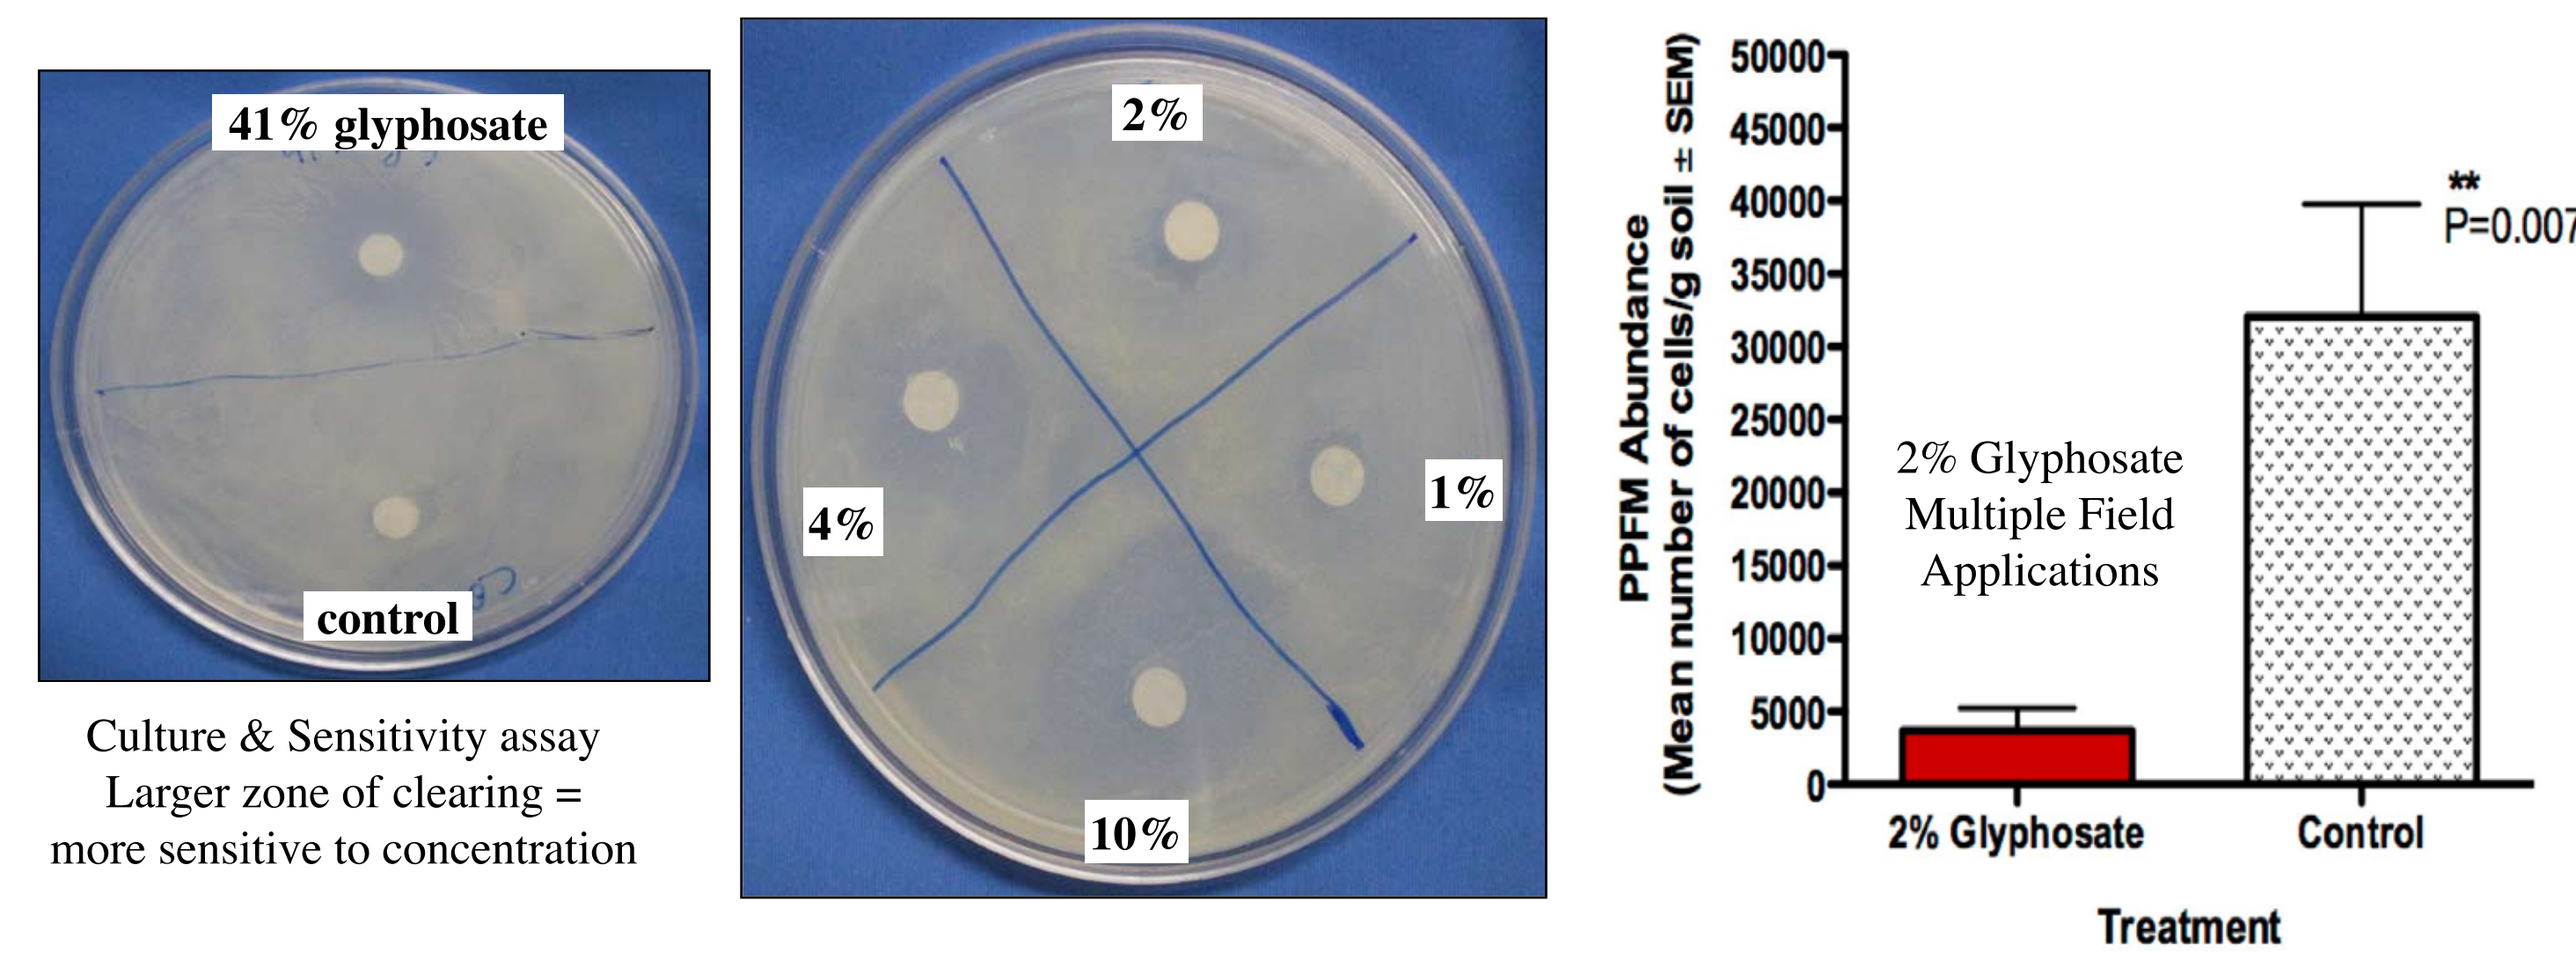 41% glyphosate
control
Culture & Sensitivity assay
Larger zone of clearing =
more sensitive to concentration
2%
4%
1%
10%
PPFM Abundance
(Mean number of cells/g soil ± SEM)
50000
45000
40000
35000
30000
25000
20000
15000
10000
5000
0
**
P=0.007
2% Glyphosate
Multiple Field
Applications
2% Glyphosate
Control
Treatment